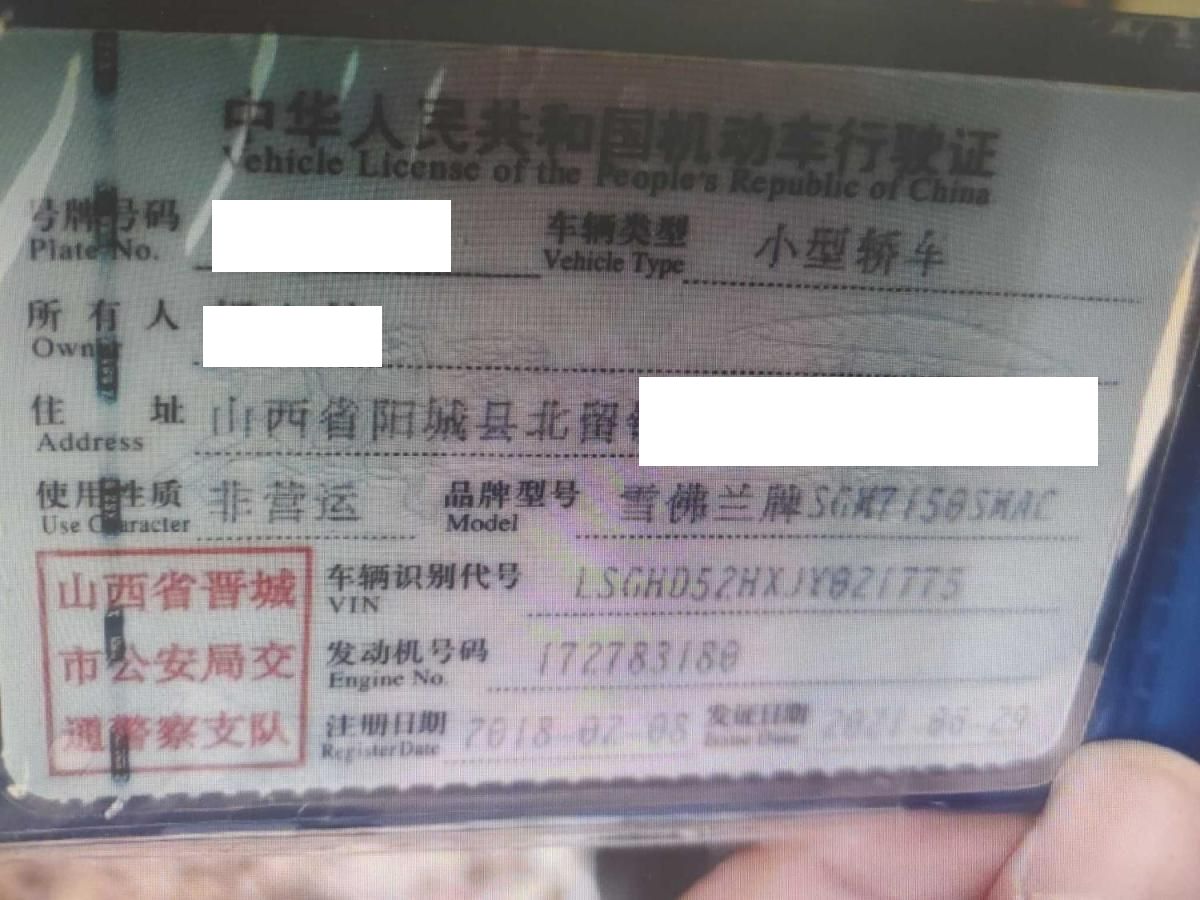 中华人民共和国机动车行驶证
Vehicle License of the People's Republic of China
号牌号码 车辆类型 小型轿车
Plate No. Vehicle Type
所有人
Owner
住址 山西省阳城县北留
Address
使用性质 非营运 品牌型号 雪佛兰牌SGM7150SMAC
Use Character Model
山西省晋城
市公安局交
通警察支队
车辆识别代号 LSGHD52HXJY021775
VIN
发动机号码 172783180
Engine No.
注册日期 2018-02-08 发证日期 2021-06-29
Register Date Issue Date